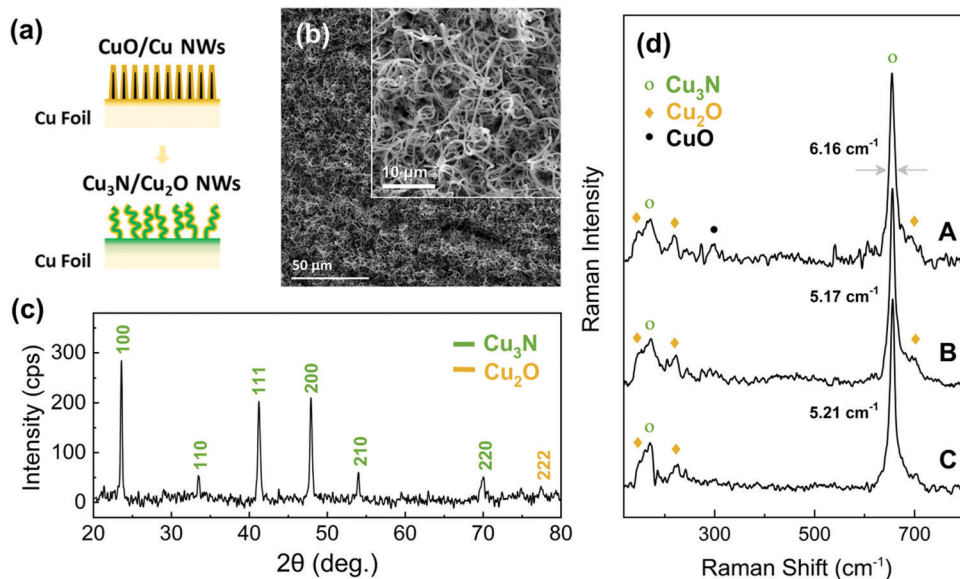 (a)
CuO/Cu NWs
Cu Foil
Cu₃N/Cu₂O NWs
Cu Foil
(b)
10 µm
50 µm
(c)
Intensity (cps)
300
200
100
0
100
110
111
200
210
220
222
Cu₃N
Cu₂O
20 30 40 50 60 70 80
2θ (deg.)
(d)
Cu₃N
Cu₂O
CuO
6.16 cm⁻¹
A
5.17 cm⁻¹
B
5.21 cm⁻¹
C
Raman Intensity
300 500 700
Raman Shift (cm⁻¹)